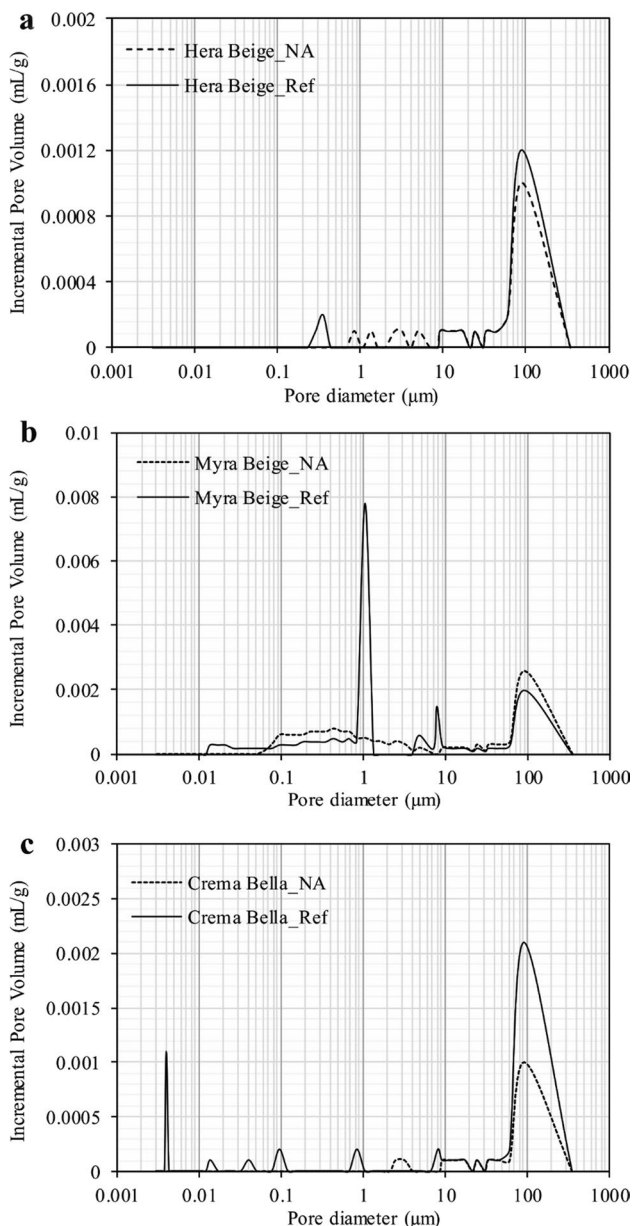 a
0.002
0.0016
0.0012
0.0008
0.0004
0
Incremental Pore Volume (mL/g)
Hera Beige_NA
Hera Beige_Ref
0.001 0.01 0.1 1 10 100 1000
Pore diameter (μm)
b
0.01
0.008
0.006
0.004
0.002
0
Incremental Pore Volume (mL/g)
Myra Beige_NA
Myra Beige_Ref
0.001 0.01 0.1 1 10 100 1000
Pore diameter (μm)
c
0.003
0.0025
0.002
0.0015
0.001
0.0005
0
Incremental Pore Volume (mL/g)
Crema Bella_NA
Crema Bella_Ref
0.001 0.01 0.1 1 10 100 1000
Pore diameter (μm)